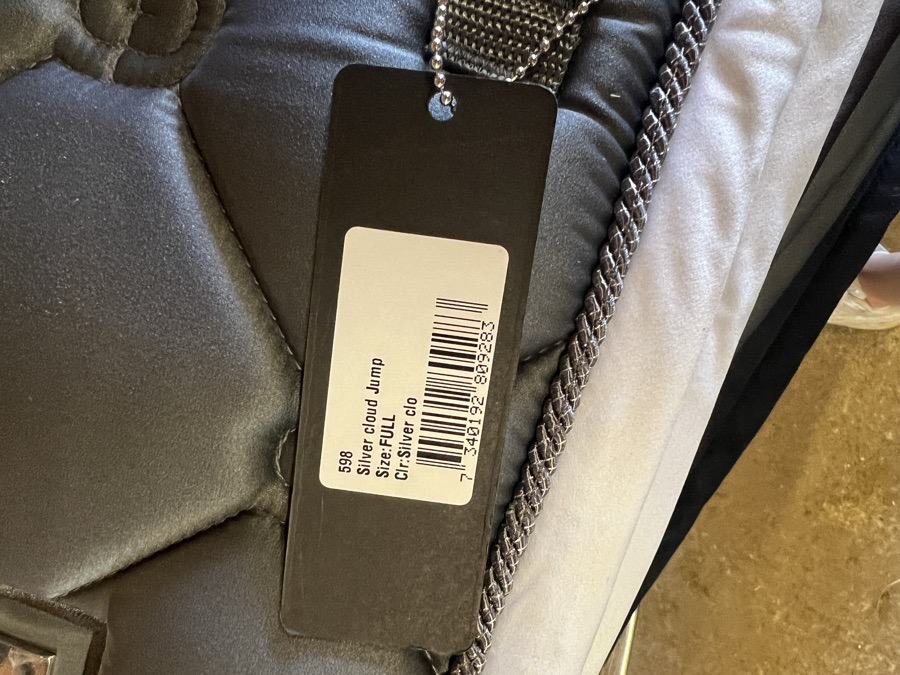 598
Silver cloud Jump
Size:FULL
Clr:Silver clo
7 340192 809283